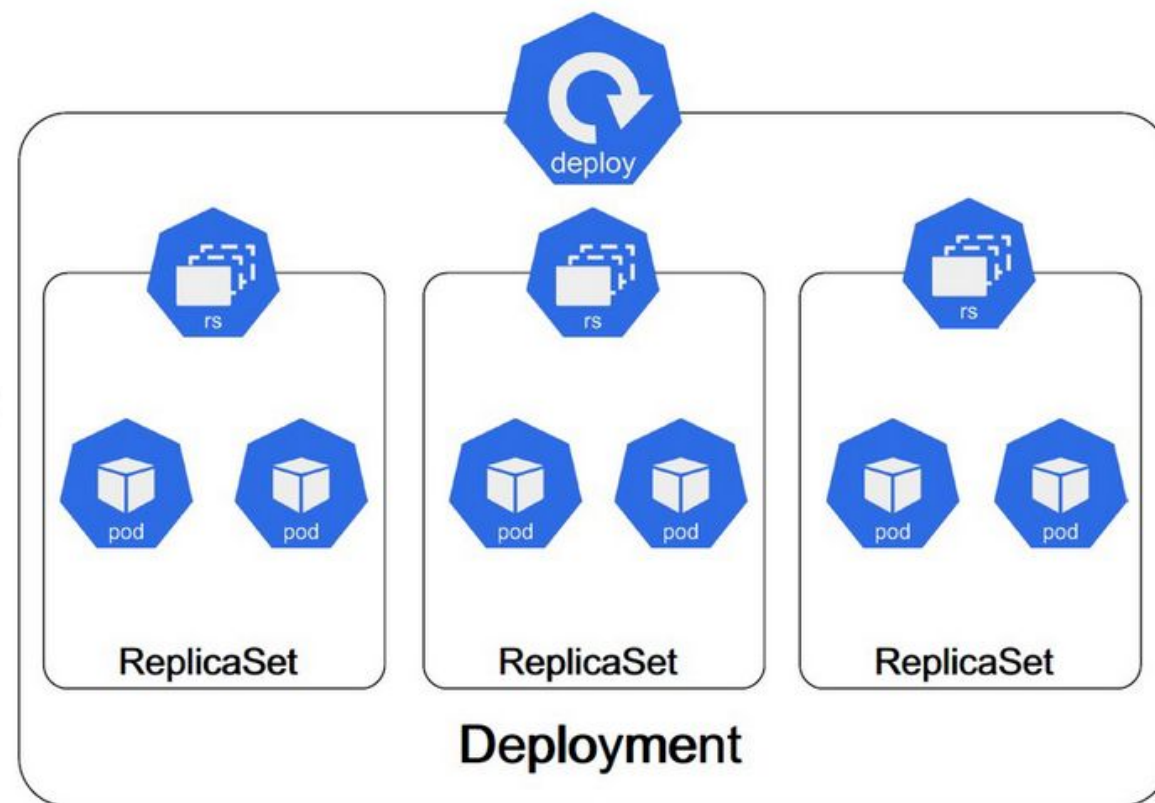 deploy
rs
rs
rs
pod
pod
pod
pod
pod
pod
ReplicaSet
ReplicaSet
ReplicaSet
Deployment